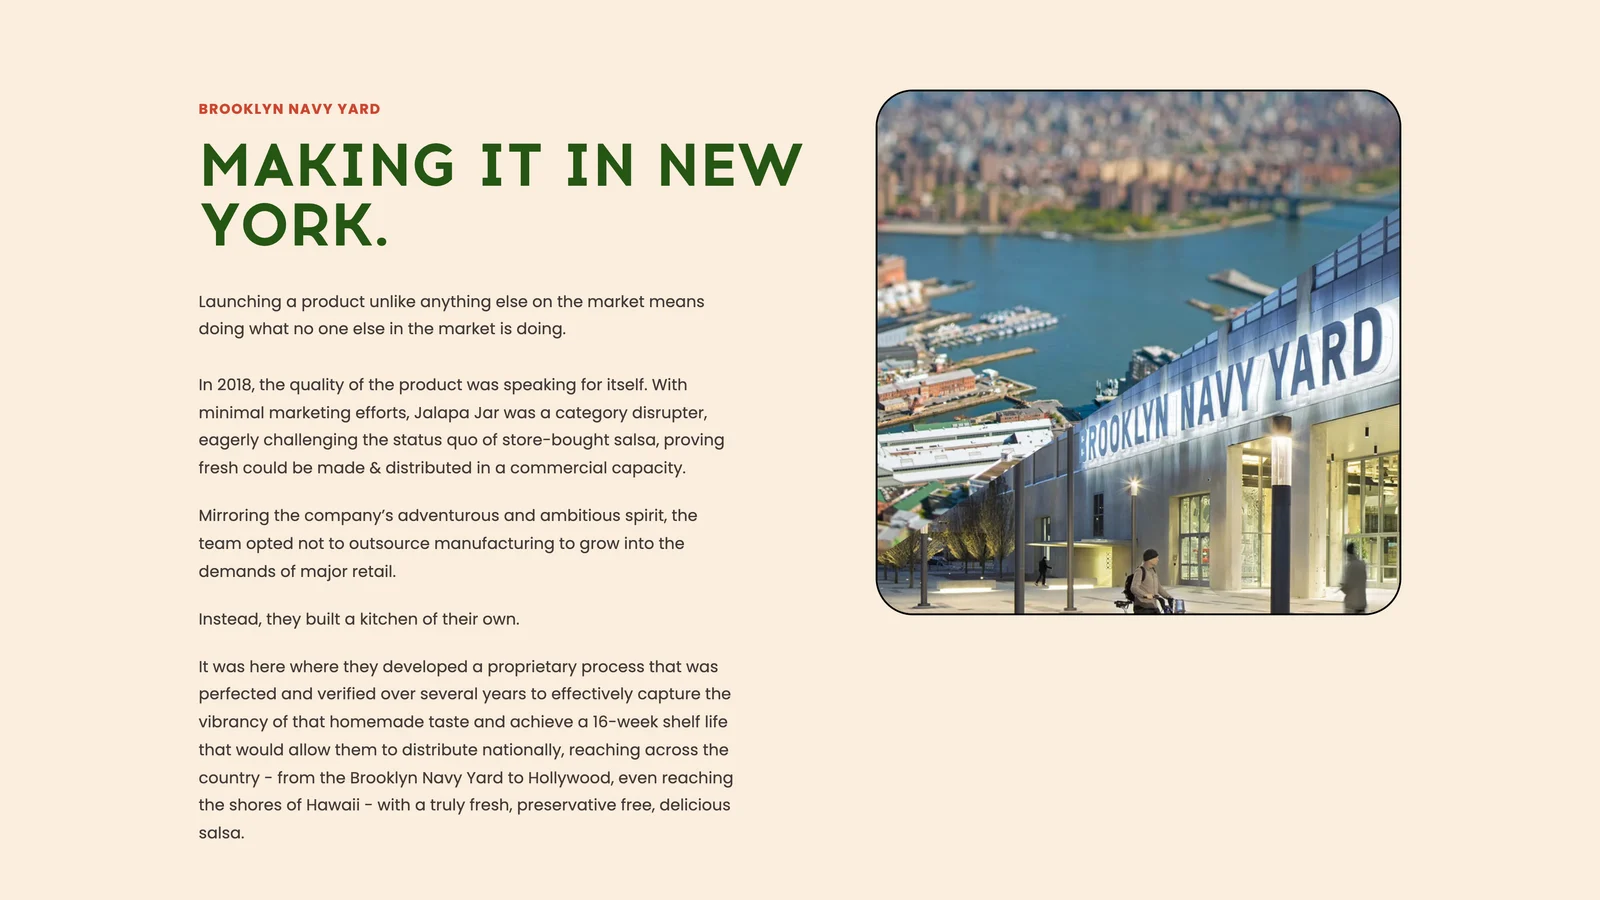 BROOKLYN NAVY YARD
MAKING IT IN NEW
YORK.
Launching a product unlike anything else on the market means
doing what no one else in the market is doing.
In 2018, the quality of the product was speaking for itself. With
minimal marketing efforts, Jalapa Jar was a category disrupter,
eagerly challenging the status quo of store-bought salsa, proving
fresh could be made & distributed in a commercial capacity.
Mirroring the company’s adventurous and ambitious spirit, the
team opted not to outsource manufacturing to grow into the
demands of major retail.
Instead, they built a kitchen of their own.
It was here where they developed a proprietary process that was
perfected and verified over several years to effectively capture the
vibrancy of that homemade taste and achieve a 16-week shelf life
that would allow them to distribute nationally, reaching across the
country - from the Brooklyn Navy Yard to Hollywood, even reaching
the shores of Hawaii - with a truly fresh, preservative free, delicious
salsa.
BROOKLYN NAVY YARD